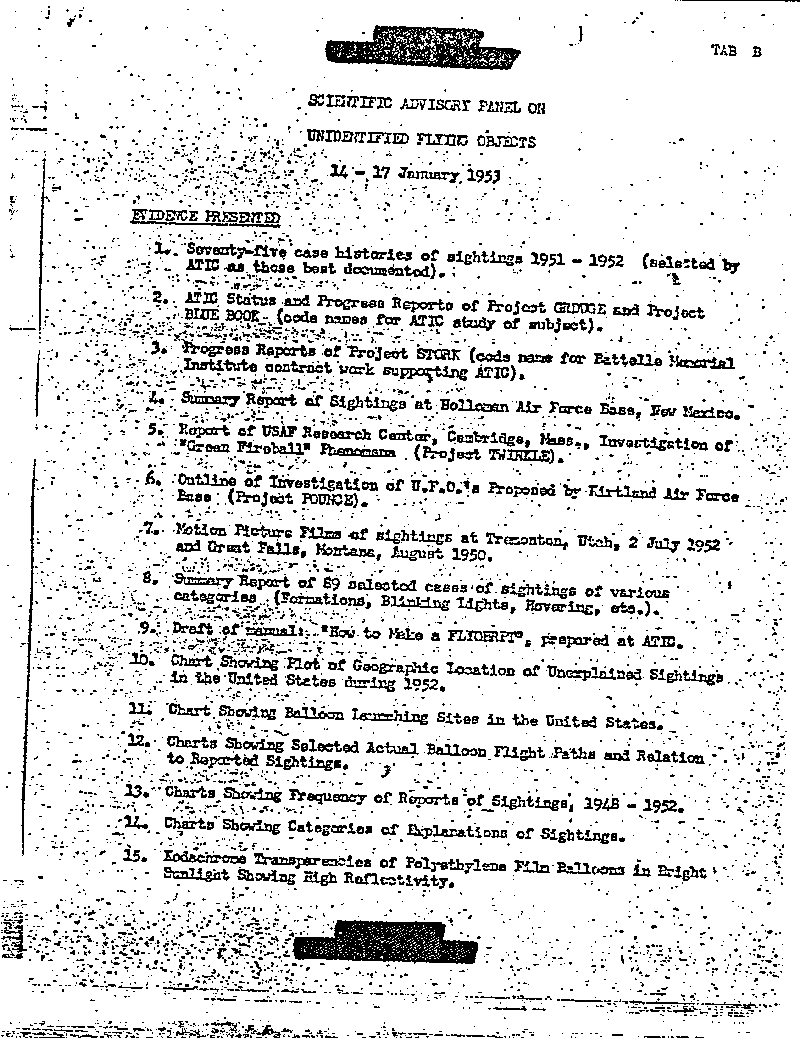 TAB B
SCIENTIFIC ADVISORY PANEL ON
UNIDENTIFIED FLYING OBJECTS
14 - 17 January 1953
EVIDENCE PRESENTED
1. Seventy-five case histories of sightings 1951 - 1952 (selected by
ATIC as those best documented).
2. ATIC Status and Progress Reports of Project GRUDGE and Project
BLUE BOOK (code names for ATIC study of subject).
3. Progress Reports of Project STORK (code name for Battelle Memorial
Institute contract work supporting ATIC).
4. Summary Report of Sightings at Holloman Air Force Base, New Mexico.
5. Report of USAF Research Center, Cambridge, Mass., Investigation of
"Green Fireball" Phenomena (Project TWINKLE).
6. Outline of Investigation of U.F.O.'s Proposed by Kirtland Air Force
Base (Project POUNCE).
7. Motion Picture Films of sightings at Tremonton, Utah, 2 July 1952
and Great Falls, Montana, August 1950.
8. Summary Report of 89 selected cases of sightings of various
categories (Formations, Blinking Lights, Hovering, etc.).
9. Draft of manual: "How to Make a FLYOBRPT", prepared at ATIC.
10. Chart Showing Plot of Geographic Location of Unexplained Sightings
in the United States during 1952.
11. Chart Showing Balloon Launching Sites in the United States.
12. Charts Showing Selected Actual Balloon Flight Paths and Relation
to Reported Sightings.
13. Charts Showing Frequency of Reports of Sightings, 1948 - 1952.
14. Charts Showing Categories of Explanations of Sightings.
15. Kodachrome Transparencies of Polyethylene Film Balloons in Bright
Sunlight Showing High Reflectivity.